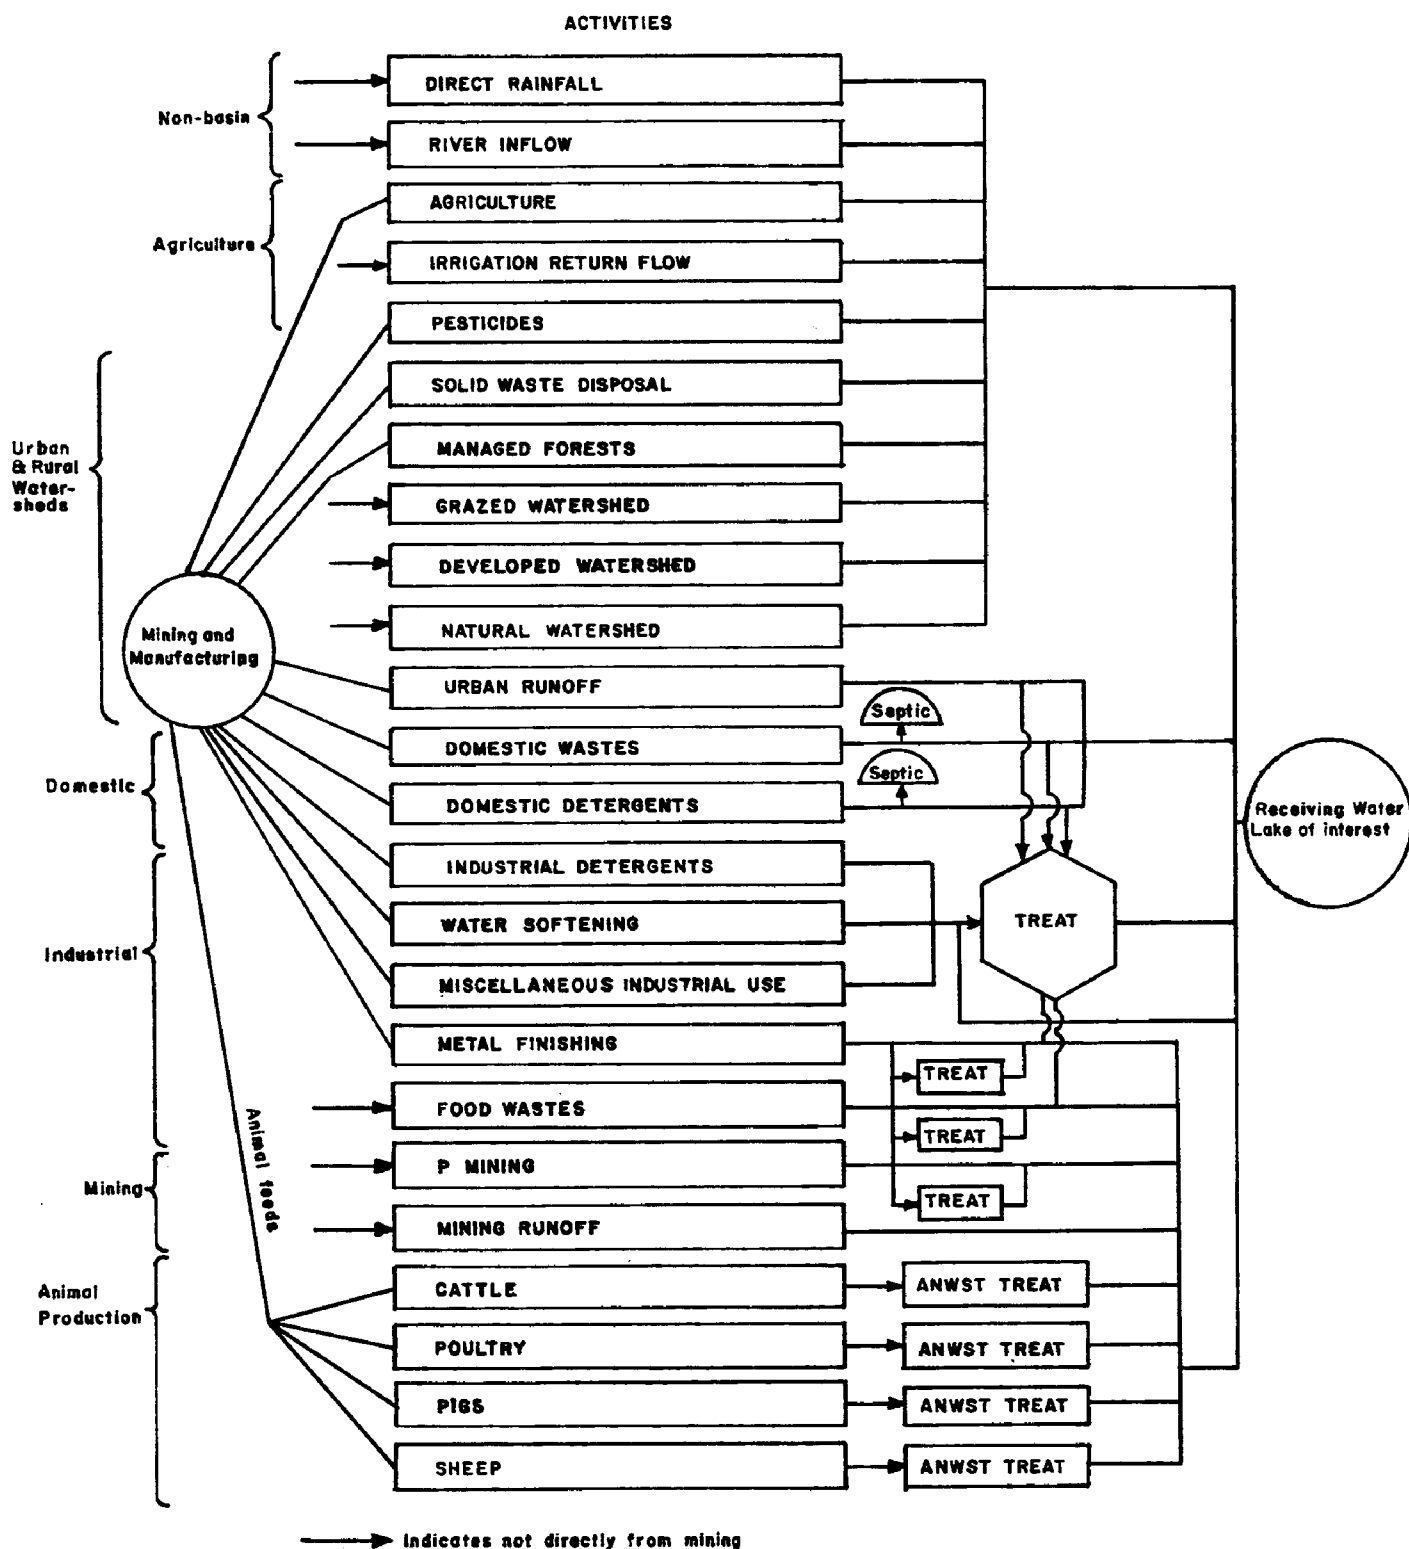 ACTIVITIES
Non-basin
DIRECT RAINFALL
RIVER INFLOW
Agriculture
AGRICULTURE
IRRIGATION RETURN FLOW
PESTICIDES
Urban
& Rural
Water-
sheds
SOLID WASTE DISPOSAL
MANAGED FORESTS
GRAZED WATERSHED
DEVELOPED WATERSHED
NATURAL WATERSHED
Mining and
Manufacturing
URBAN RUNOFF
Septic
Domestic
DOMESTIC WASTES
Septic
DOMESTIC DETERGENTS
Receiving Water
Lake of interest
Industrial
INDUSTRIAL DETERGENTS
WATER SOFTENING
TREAT
MISCELLANEOUS INDUSTRIAL USE
METAL FINISHING
TREAT
FOOD WASTES
TREAT
Animal feeds
Mining
P MINING
TREAT
MINING RUNOFF
Animal
Production
CATTLE
ANWST TREAT
POULTRY
ANWST TREAT
PIGS
ANWST TREAT
SHEEP
ANWST TREAT
Indicates not directly from mining